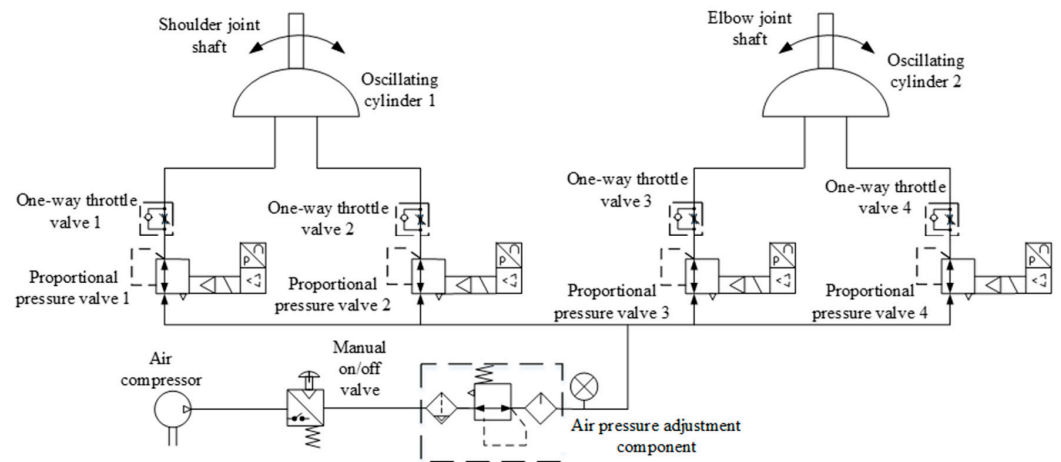 Shoulder joint
shaft
Oscillating
cylinder 1
Elbow joint
shaft
Oscillating
cylinder 2
One-way throttle
valve 1
One-way throttle
valve 2
One-way throttle
valve 3
One-way throttle
valve 4
Proportional
pressure valve 1
Proportional
pressure valve 2
Proportional
pressure valve 3
Proportional
pressure valve 4
Air
compressor
Manual
on/off
valve
Air pressure adjustment
component